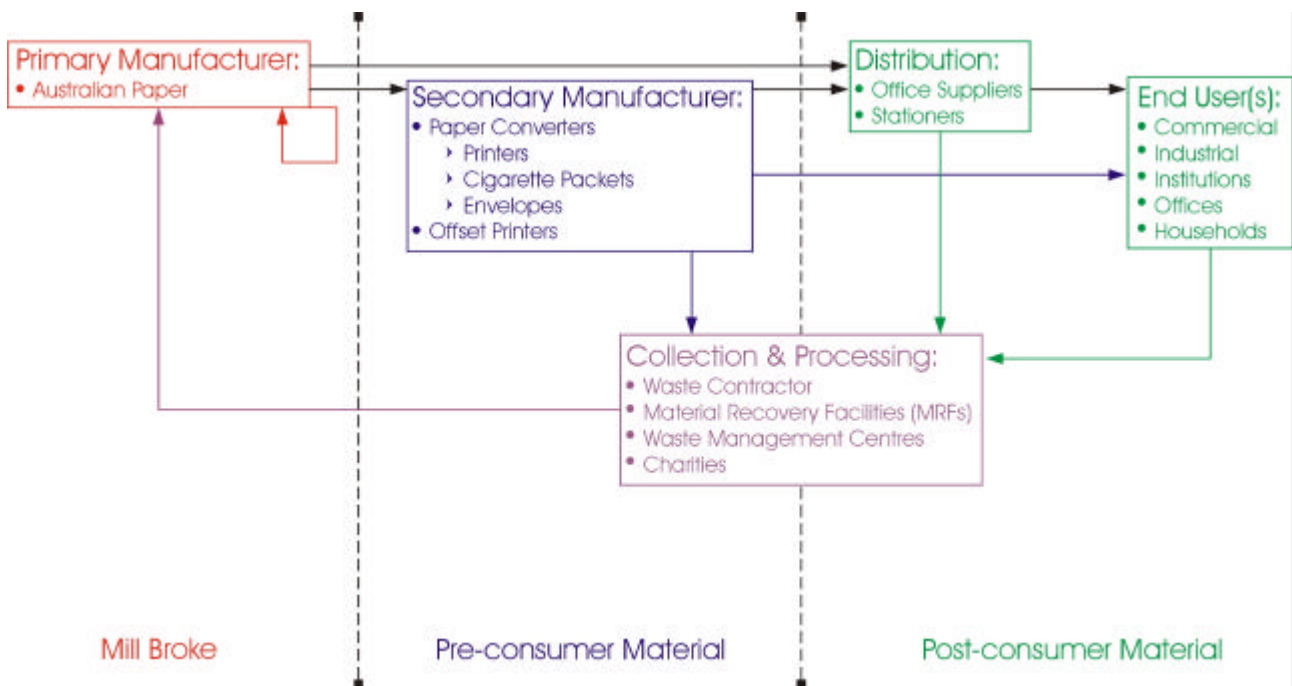 Primary Manufacturer:
• Australian Paper
Secondary Manufacturer:
• Paper Converters
‣ Printers
‣ Cigarette Packets
‣ Envelopes
• Offset Printers
Distribution:
• Office Suppliers
• Stationers
End User(s):
• Commercial
• Industrial
• Institutions
• Offices
• Households
Collection & Processing:
• Waste Contractor
• Material Recovery Facilities (MRFs)
• Waste Management Centres
• Charities
Mill Broke
Pre-consumer Material
Post-consumer Material